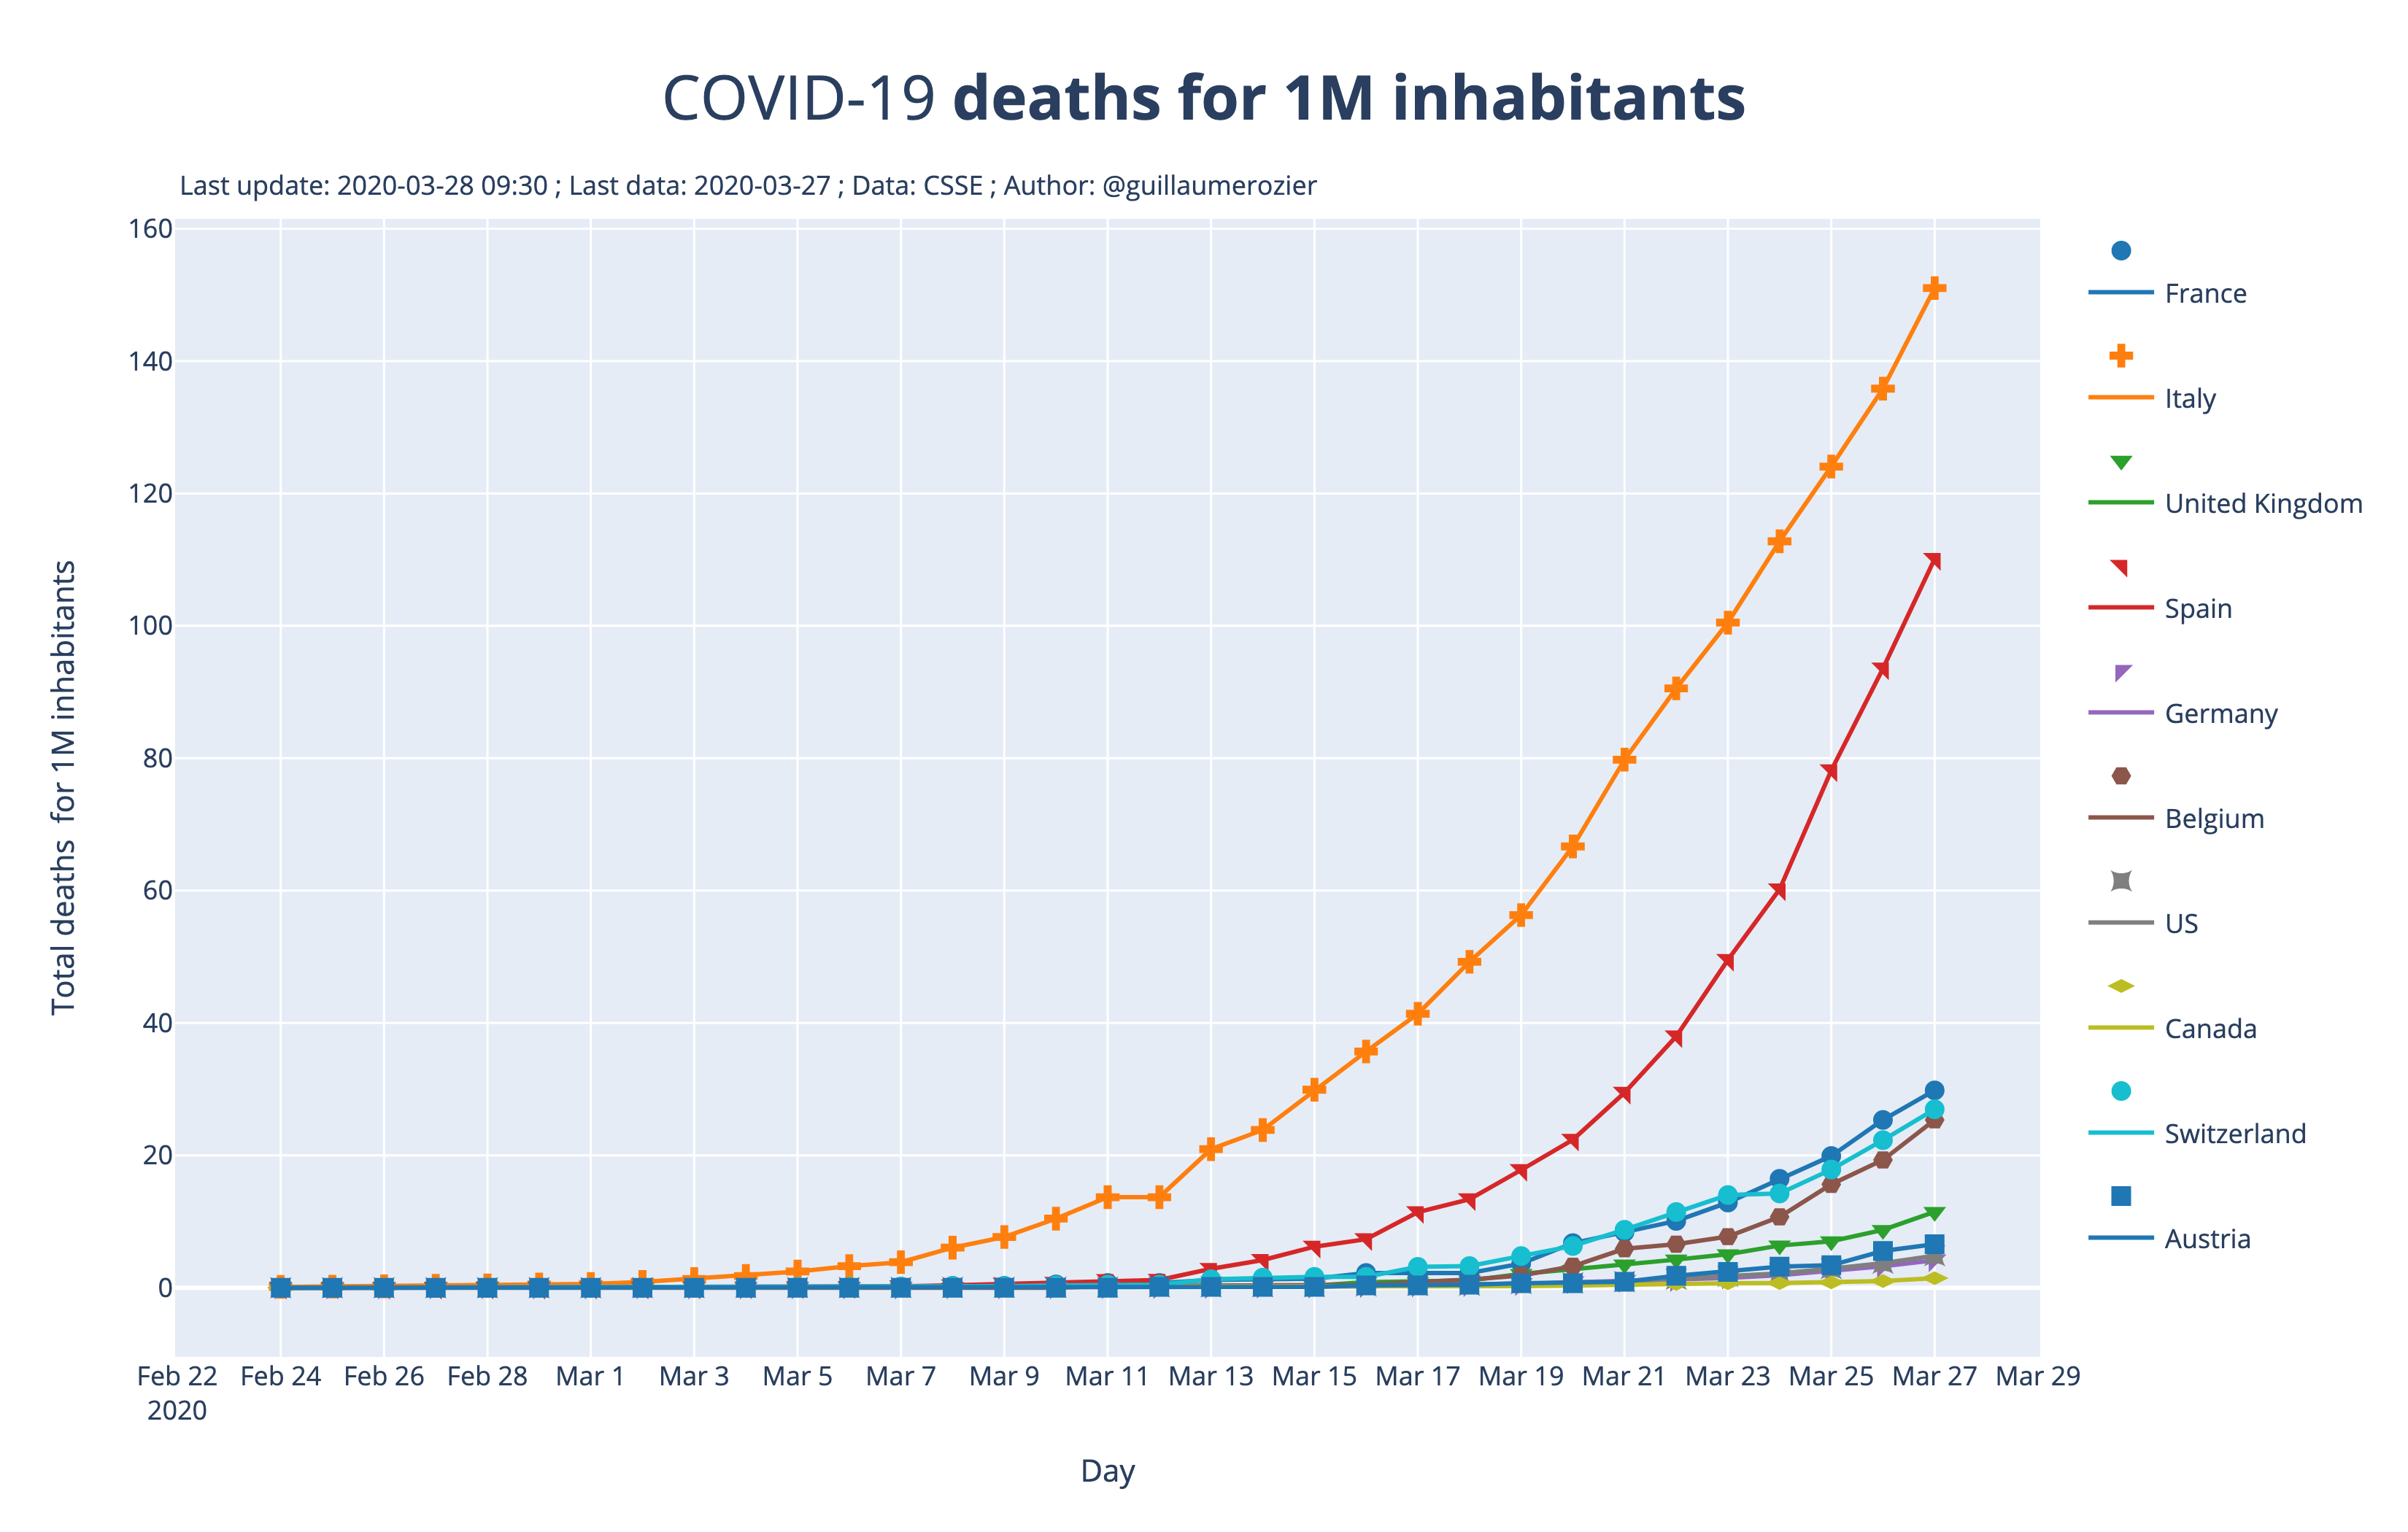 COVID-19 deaths for 1M inhabitants
Last update: 2020-03-28 09:30 ; Last data: 2020-03-27 ; Data: CSSE ; Author: @guillaumerozier
Total deaths  for 1M inhabitants
160
140
120
100
80
60
40
20
0
Feb 22 Feb 24 Feb 26 Feb 28 Mar 1 Mar 3 Mar 5 Mar 7 Mar 9 Mar 11 Mar 13 Mar 15 Mar 17 Mar 19 Mar 21 Mar 23 Mar 25 Mar 27 Mar 29
2020
Day
France
Italy
United Kingdom
Spain
Germany
Belgium
US
Canada
Switzerland
Austria